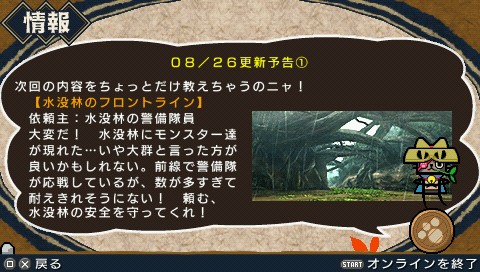 情報
08/26更新予告①
次回の内容をちょっとだけ教えちゃうのニャ!
【水没林のフロントライン】
依頼主:水没林の警備隊員
大変だ! 水没林にモンスター達
が現れた…いや大群と言った方が
良いかもしれない。前線で警備隊
が応戦しているが、数が多すぎて
耐えきれそうにない! 頼む、
水没林の安全を守ってくれ!
戻る
START オンラインを終了